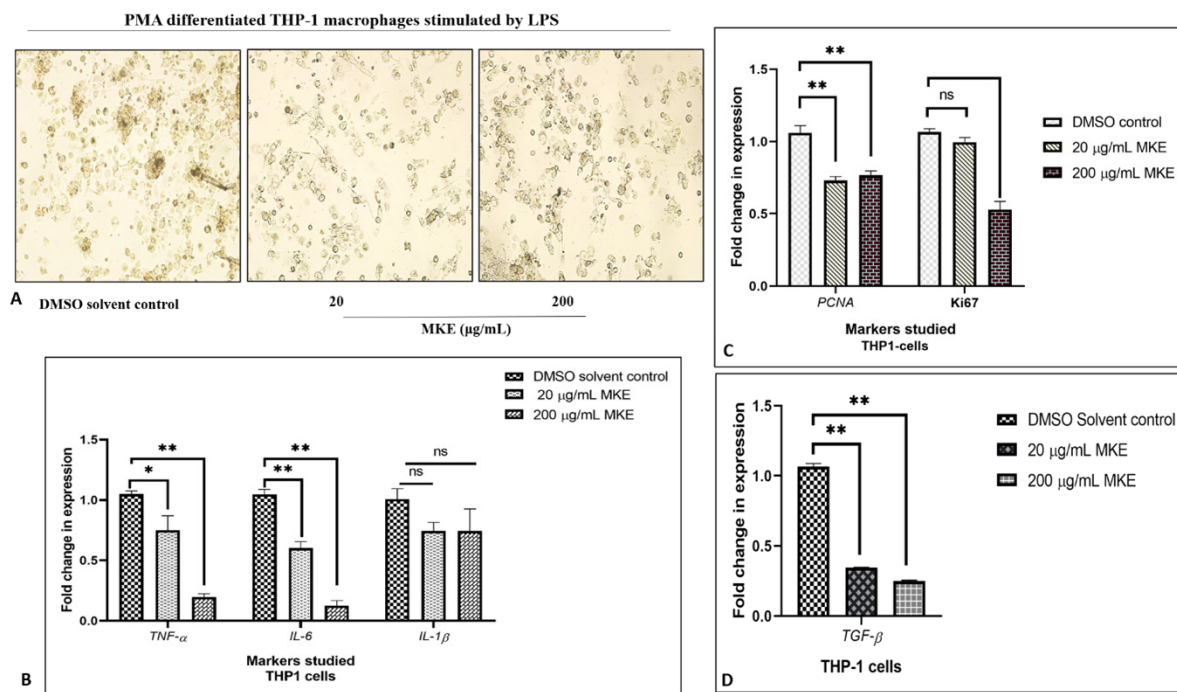 PMA differentiated THP-1 macrophages stimulated by LPS
A
DMSO solvent control
20
200
MKE (µg/mL)
DMSO solvent control
20 µg/mL MKE
200 µg/mL MKE
Fold change in expression
1.5
1.0
0.5
0.0
**
*
**
**
ns
ns
TNF-α
IL-6
IL-1β
Markers studied
THP1 cells
B
**
**
**
ns
DMSO control
20 µg/mL MKE
200 µg/mL MKE
Fold change in expression
1.5
1.0
0.5
0.0
PCNA
Ki67
Markers studied
THP1-cells
C
**
**
DMSO Solvent control
20 µg/mL MKE
200 µg/mL MKE
Fold change in expression
1.5
1.0
0.5
0.0
TGF-β
THP-1 cells
D